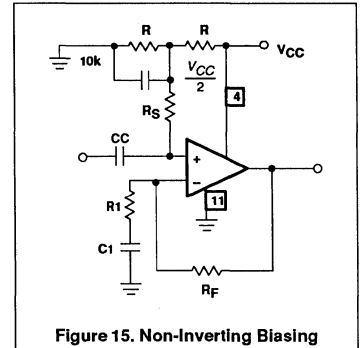 R
R
VCC
10k
VCC
2
4
RS
CC
+
−
11
R1
C1
RF
Figure 15. Non-Inverting Biasing